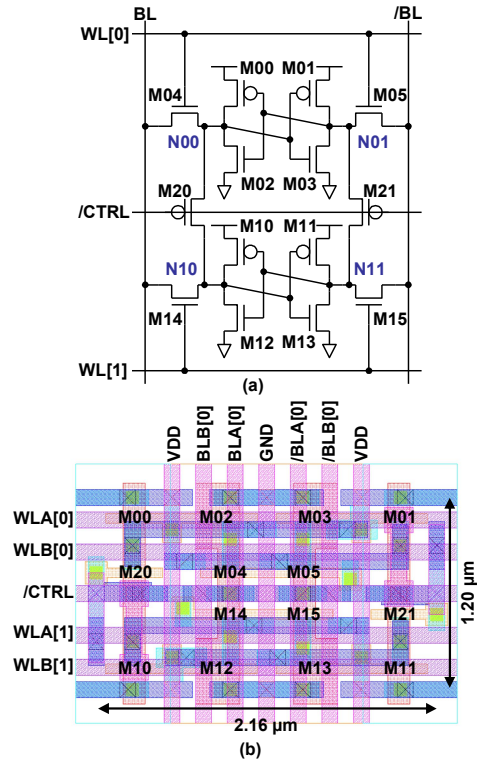 BL /BL
WL[0]
M00 M01
M04 M05
N00 N01
M02 M03
M20 M21
/CTRL
M10 M11
N10 N11
M14 M15
M12 M13
WL[1]
(a)
VDD BLB[0] BLA[0] GND /BLA[0] /BLB[0] VDD
WLA[0]
M00 M02 M03 M01
WLB[0]
M20 M04 M05
/CTRL
M14 M15 M21
WLA[1]
WLB[1]
M10 M12 M13 M11
1.20 µm
2.16 µm
(b)